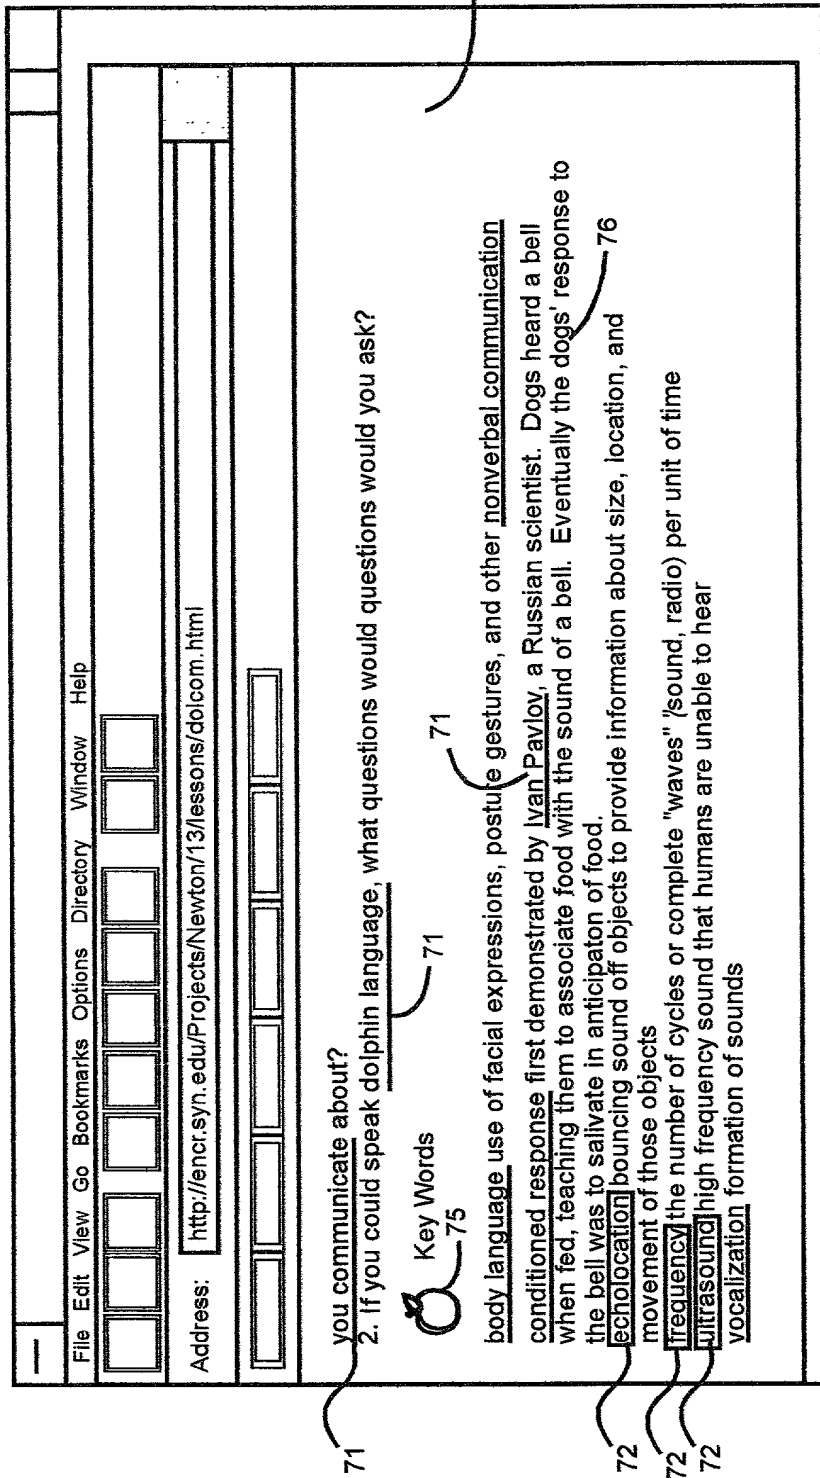 File Edit View Go Bookmarks Options Directory Window Help
Address: http://encr.syn.edu/Projects/Newton/13/lessons/dolcom.html
71
you communicate about?
2. If you could speak dolphin language, what questions would questions would you ask?
71
Key Words
75
71
body language use of facial expressions, posture gestures, and other nonverbal communication
conditioned response first demonstrated by Ivan Pavlov, a Russian scientist. Dogs heard a bell
when fed, teaching them to associate food with the sound of a bell. Eventually the dogs' response to
the bell was to salivate in anticipaton of food.
76
72 echolocation bouncing sound off objects to provide information about size, location, and
movement of those objects
72 frequency the number of cycles or complete "waves" (sound, radio) per unit of time
72 ultrasound high frequency sound that humans are unable to hear
vocalization formation of sounds